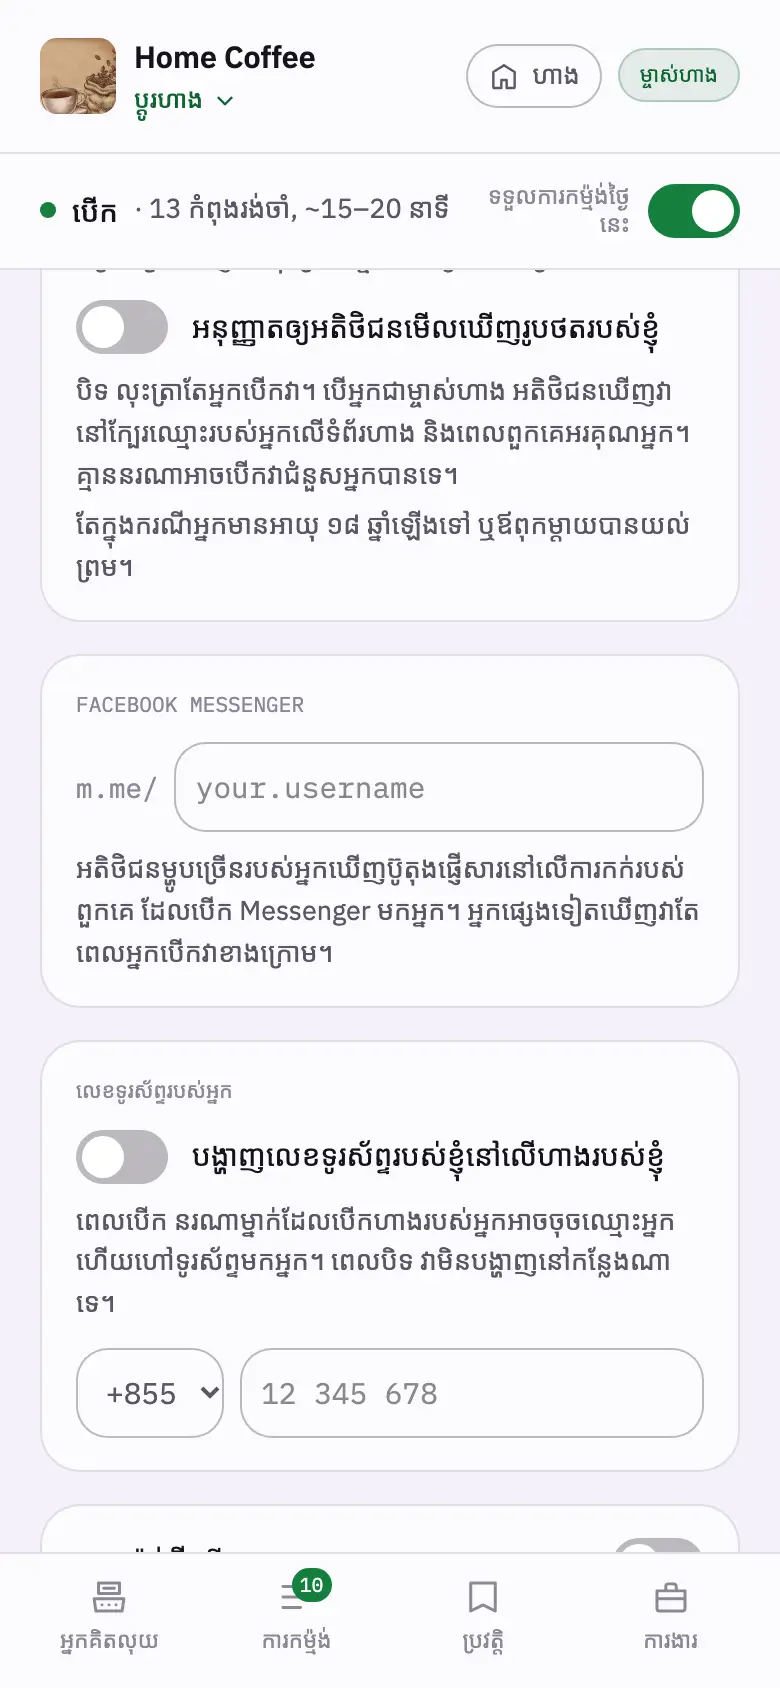 Home Coffee
ប្ដូរហាង
ហាង
ម្ចាស់ហាង
បើក · 13 កំពុងរង់ចាំ, ~15–20 នាទី
ទទួលការកម្ម៉ង់ថ្ងៃ
នេះ
អនុញ្ញាតឲ្យអតិថិជនមើលឃើញរូបថតរបស់ខ្ញុំ
បិទ លុះត្រាតែអ្នកបើកវា។ បើអ្នកជាម្ចាស់ហាង អតិថិជនឃើញវា
នៅក្បែរឈ្មោះរបស់អ្នកលើទំព័រហាង និងពេលពួកគេអរគុណអ្នក។
គ្មាននរណាអាចបើកវាជំនួសអ្នកបានទេ។
តែក្នុងករណីអ្នកមានអាយុ ១៨ ឆ្នាំឡើងទៅ ឬឪពុកម្ដាយបានយល់
ព្រម។
FACEBOOK MESSENGER
m.me/ your.username
អតិថិជនម្ហូបច្រើនរបស់អ្នកឃើញប៊ូតុងផ្ញើសារនៅលើការកក់របស់
ពួកគេ ដែលបើក Messenger មកអ្នក។ អ្នកផ្សេងទៀតឃើញវាតែ
ពេលអ្នកបើកវាខាងក្រោម។
លេខទូរស័ព្ទរបស់អ្នក
បង្ហាញលេខទូរស័ព្ទរបស់ខ្ញុំនៅលើហាងរបស់ខ្ញុំ
ពេលបើក នរណាម្នាក់ដែលបើកហាងរបស់អ្នកអាចចុចឈ្មោះអ្នក
ហើយហៅទូរស័ព្ទមកអ្នក។ ពេលបិទ វាមិនបង្ហាញនៅកន្លែងណា
ទេ។
+855 12 345 678
10
អ្នកគិតលុយ
ការកម្ម៉ង់
ប្រវត្តិ
ការងារ